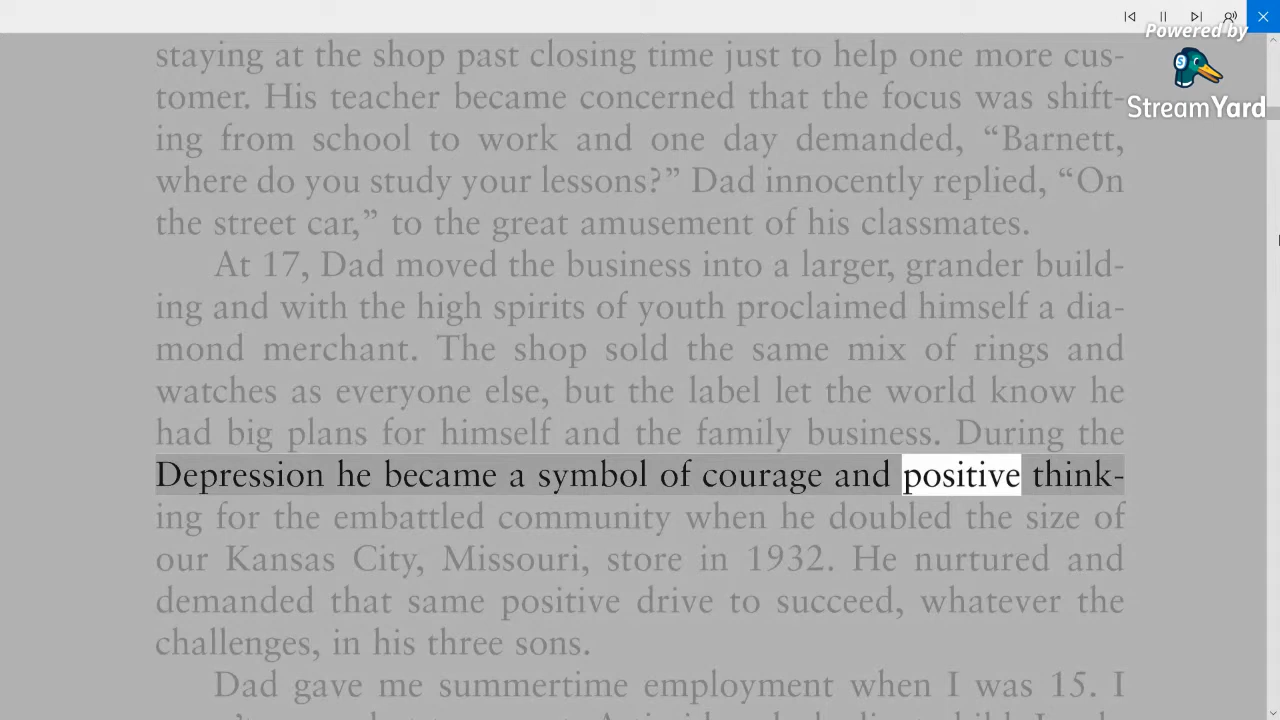 Powered by
StreamYard
staying at the shop past closing time just to help one more cus-
tomer. His teacher became concerned that the focus was shift-
ing from school to work and one day demanded, “Barnett,
where do you study your lessons?” Dad innocently replied, “On
the street car,” to the great amusement of his classmates.
At 17, Dad moved the business into a larger, grander build-
ing and with the high spirits of youth proclaimed himself a dia-
mond merchant. The shop sold the same mix of rings and
watches as everyone else, but the label let the world know he
had big plans for himself and the family business. During the
Depression he became a symbol of courage and positive think-
ing for the embattled community when he doubled the size of
our Kansas City, Missouri, store in 1932. He nurtured and
demanded that same positive drive to succeed, whatever the
challenges, in his three sons.
Dad gave me summertime employment when I was 15. I